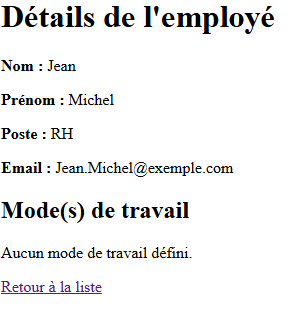 Détails de l'employé
Nom : Jean
Prénom : Michel
Poste : RH
Email : Jean.Michel@exemple.com
Mode(s) de travail
Aucun mode de travail défini.
Retour à la liste